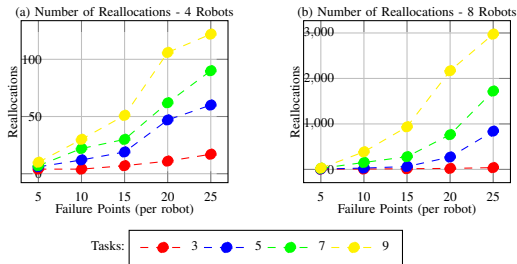 (a) Number of Reallocations - 4 Robots
(b) Number of Reallocations - 8 Robots
Reallocations
100
50
0
5 10 15 20 25
Failure Points (per robot)
Reallocations
3,000
2,000
1,000
0
5 10 15 20 25
Failure Points (per robot)
Tasks: 3 5 7 9